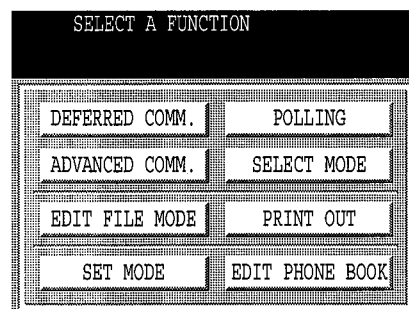 SELECT A FUNCTION
DEFERRED COMM. POLLING
ADVANCED COMM. SELECT MODE
EDIT FILE MODE PRINT OUT
SET MODE EDIT PHONE BOOK